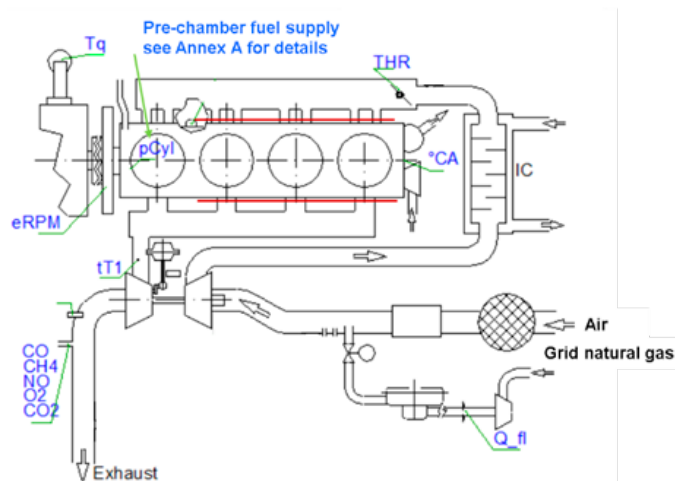 Pre-chamber fuel supply
see Annex A for details
Tq
THR
pCyl
°CA
IC
eRPM
tT1
CO
CH4
NO
O2
CO2
Air
Grid natural gas
Q_fl
Exhaust